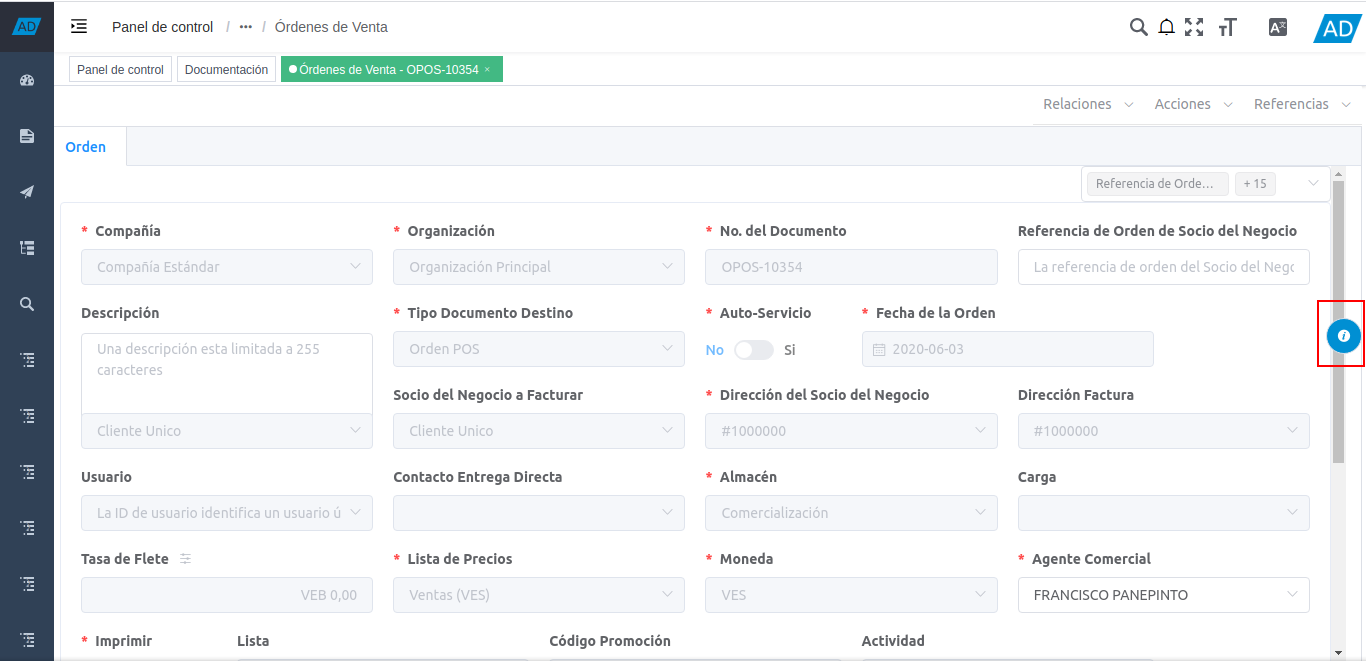 AD Panel de control / ··· / Órdenes de Venta AD
Panel de control Documentación Órdenes de Venta - OPOS-10354 ×
Relaciones Acciones Referencias
Orden
Referencia de Orde... + 15
* Compañía * Organización * No. del Documento Referencia de Orden de Socio del Negocio
Compañía Estándar Organización Principal OPOS-10354 La referencia de orden del Socio del Nego
Descripción * Tipo Documento Destino * Auto-Servicio * Fecha de la Orden
Una descripción esta limitada a 255
caracteres
Orden POS No Si 2020-06-03
Socio del Negocio a Facturar * Dirección del Socio del Negocio Dirección Factura
Cliente Unico Cliente Unico #1000000 #1000000
Usuario Contacto Entrega Directa * Almacén Carga
La ID de usuario identifica un usuario ú Comercialización
Tasa de Flete * Lista de Precios * Moneda * Agente Comercial
VEB 0,00 Ventas (VES) VES FRANCISCO PANEPINTO
* Imprimir Lista Código Promoción Actividad